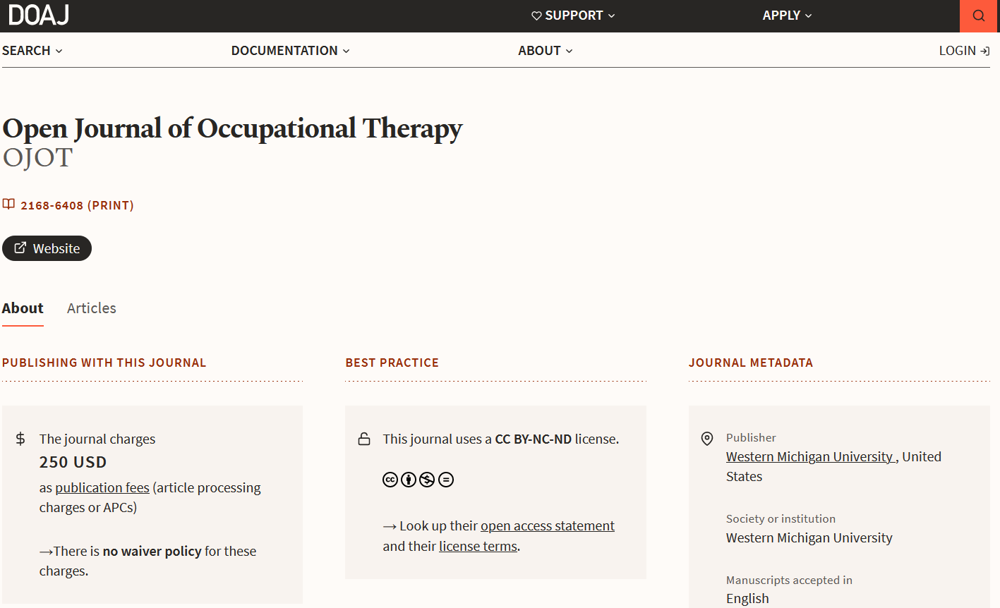 DOAJ
SUPPORT
APPLY
SEARCH
DOCUMENTATION
ABOUT
LOGIN
Open Journal of Occupational Therapy
OJOT
2168-6408 (PRINT)
Website
About
Articles
PUBLISHING WITH THIS JOURNAL
The journal charges
250 USD
as publication fees (article processing
charges or APCs)
→There is no waiver policy for these
charges.
BEST PRACTICE
This journal uses a CC BY-NC-ND license.
→ Look up their open access statement
and their license terms.
JOURNAL METADATA
Publisher
Western Michigan University , United
States
Society or institution
Western Michigan University
Manuscripts accepted in
English